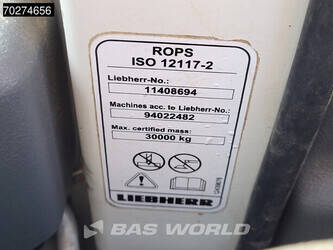 70274656
ROPS
ISO 12117-2
Liebherr-No.:
11408694
Machines acc. to Liebherr-No.:
94022482
Max. certified mass:
30000 kg
LIEBHERR
BAS WORLD